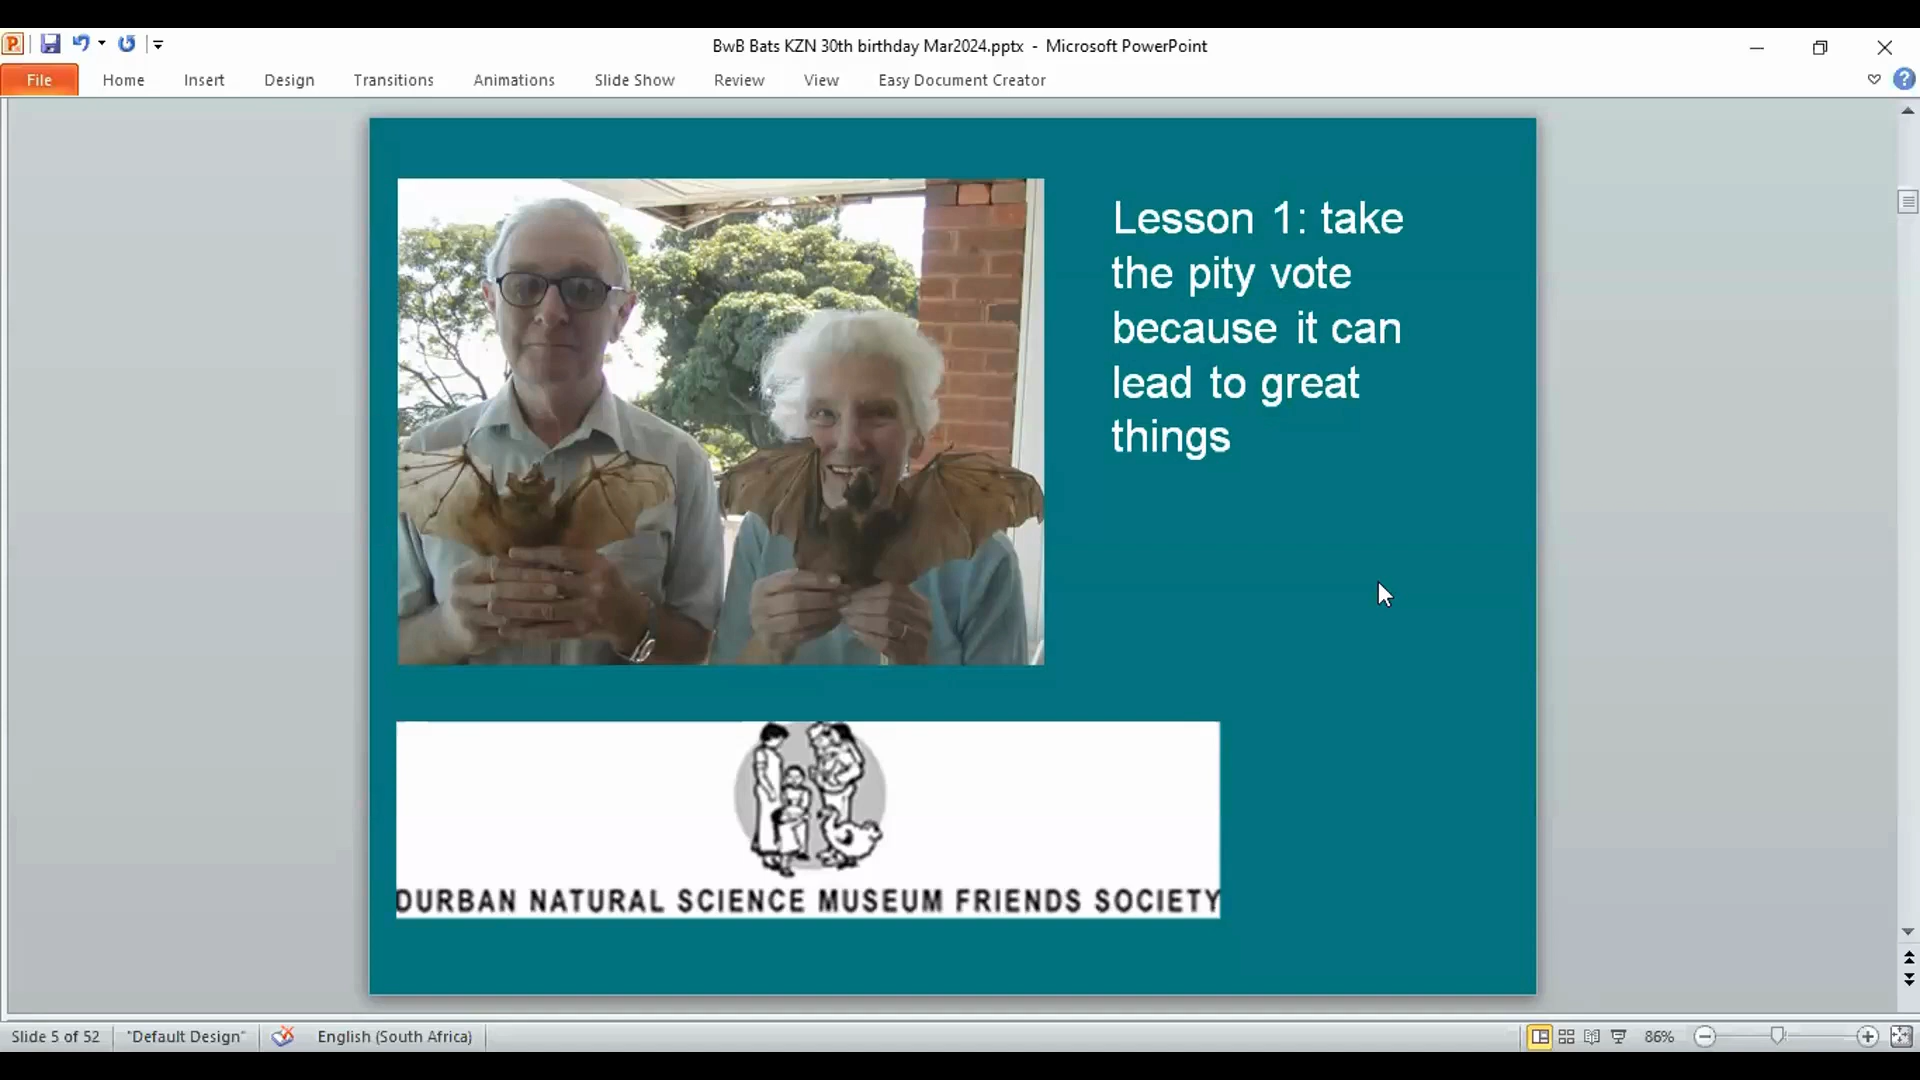 BwB Bats KZN 30th birthday Mar2024.pptx - Microsoft PowerPoint
File Home Insert Design Transitions Animations Slide Show Review View Easy Document Creator
Lesson 1: take
the pity vote
because it can
lead to great
things
DURBAN NATURAL SCIENCE MUSEUM FRIENDS SOCIETY
Slide 5 of 52 "Default Design" English (South Africa) 86%